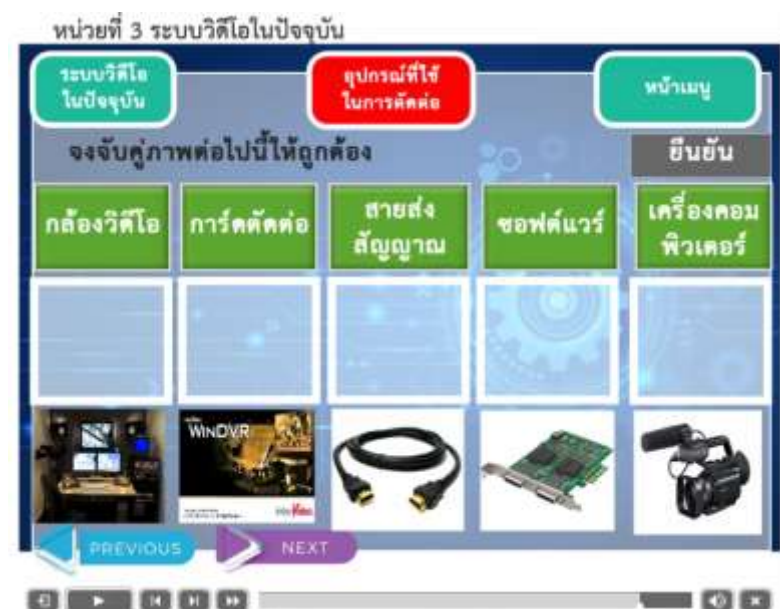 หน่วยที่ 3 ระบบวิดีโอในปัจจุบัน
ระบบวิดีโอ
ในปัจจุบัน
อุปกรณ์ที่ใช้
ในการตัดต่อ
หน้าเมนู
จงจับคู่ภาพต่อไปนี้ให้ถูกต้อง
ยืนยัน
กล้องวิดีโอ
การ์ดตัดต่อ
สายส่ง
สัญญาณ
ซอฟต์แวร์
เครื่องคอม
พิวเตอร์
WINDVR
PREVIOUS
NEXT